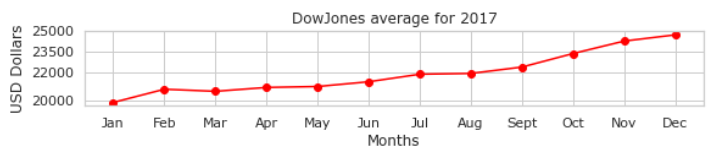 DowJones average for 2017
USD Dollars
25000
23500
22000
20000
Jan Feb Mar Apr May Jun Jul Aug Sept Oct Nov Dec
Months